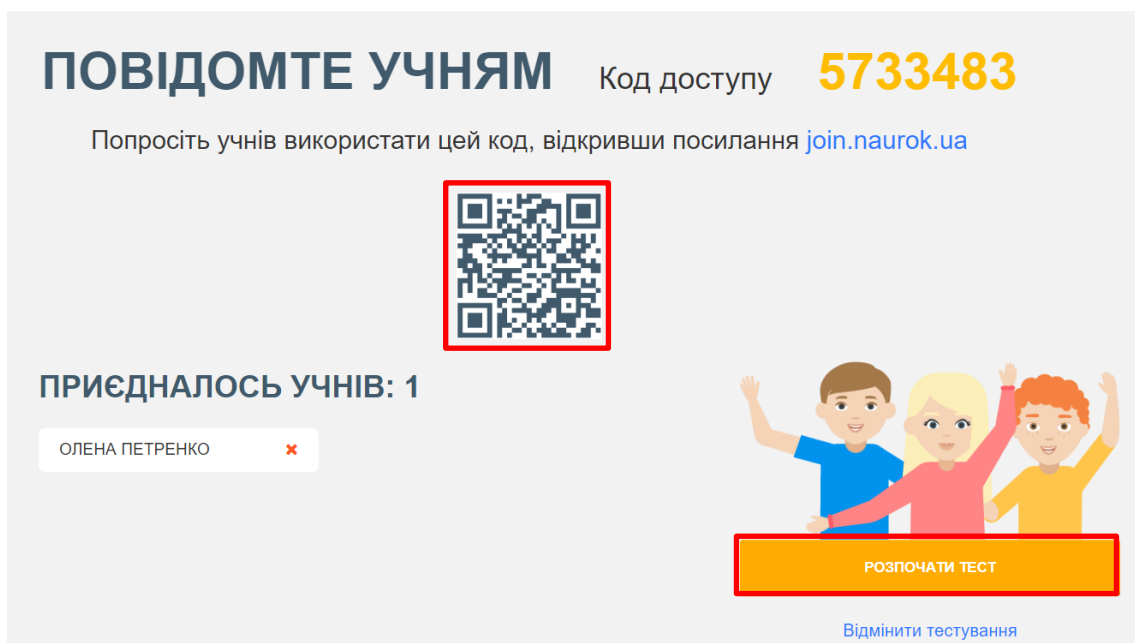 ПОВІДОМТЕ УЧНЯМ Код доступу 5733483
Попросіть учнів використати цей код, відкривши посилання join.naurok.ua
ПРИЄДНАЛОСЬ УЧНІВ: 1
ОЛЕНА ПЕТРЕНКО
РОЗПОЧАТИ ТЕСТ
Відмінити тестування